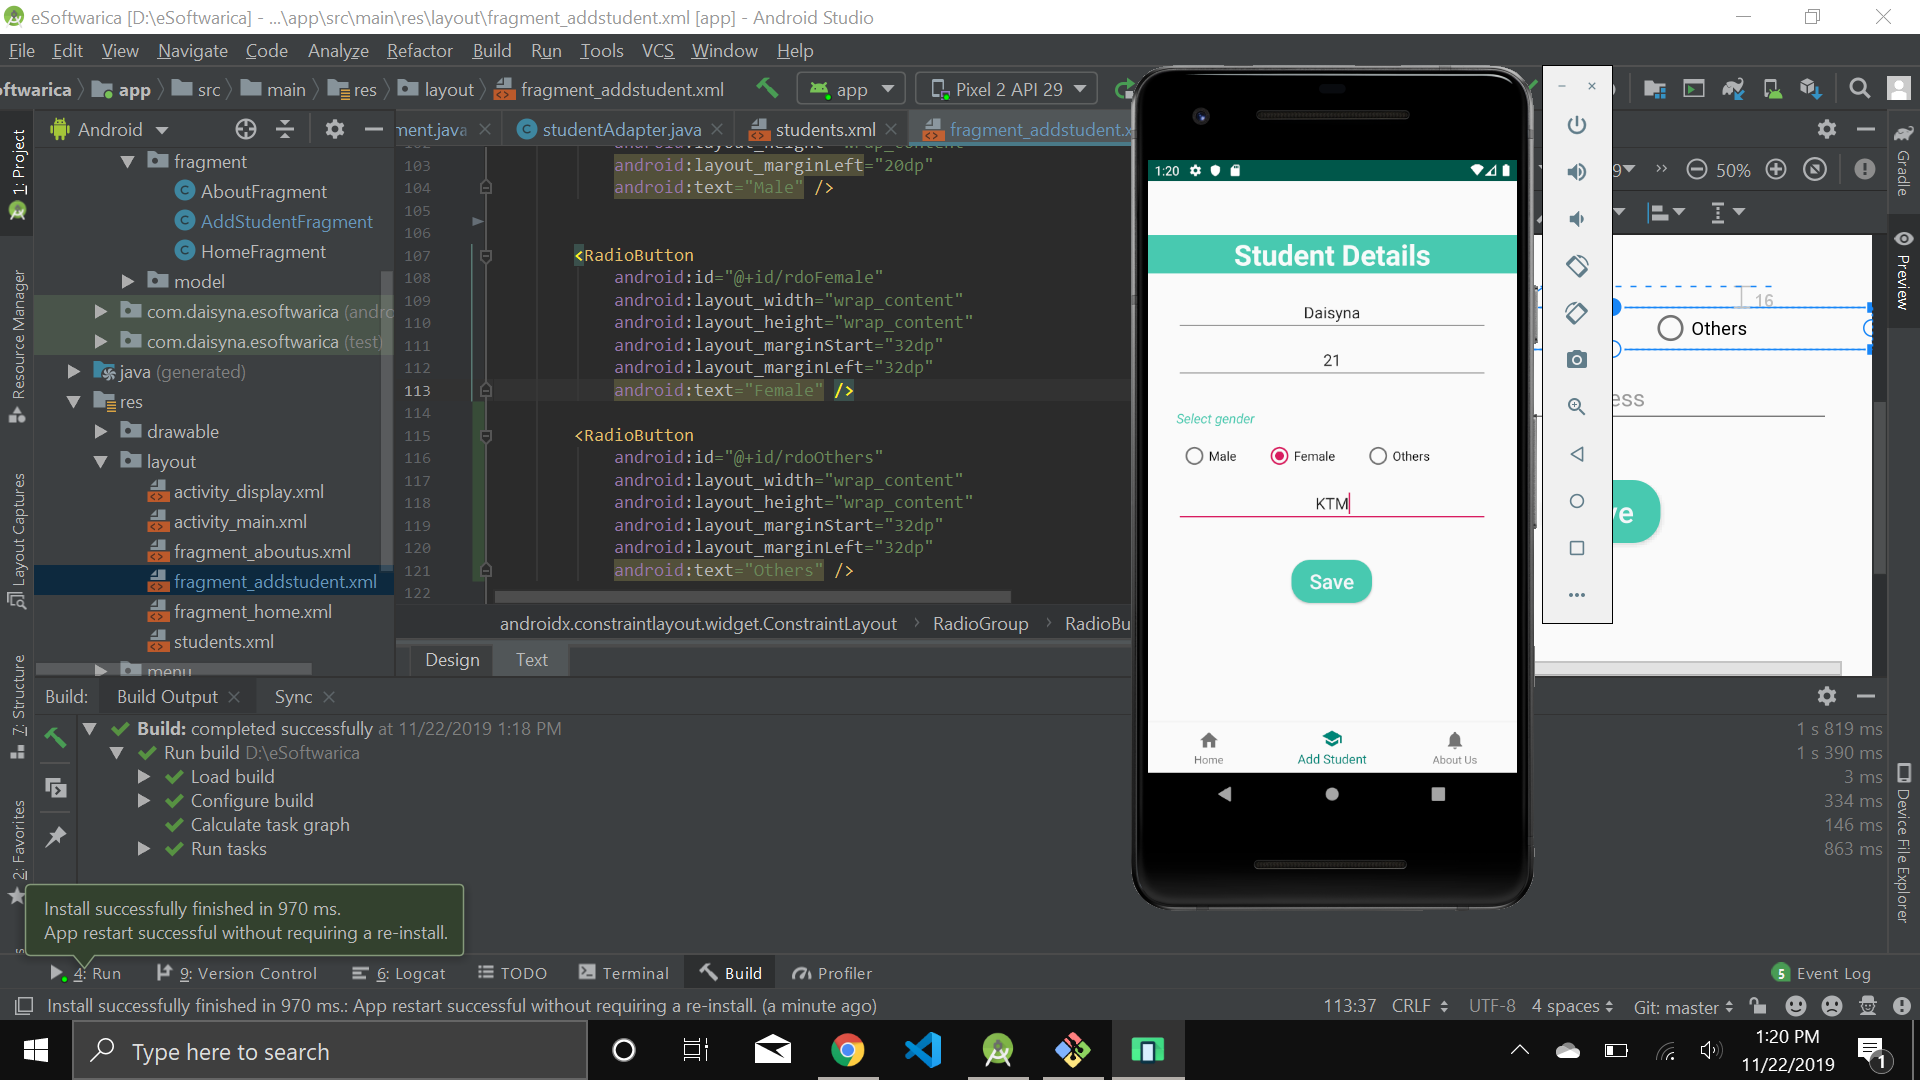 eSoftwarica [D:\eSoftwarica] - ...\app\src\main\res\layout\fragment_addstudent.xml [app] - Android Studio
File Edit View Navigate Code Analyze Refactor Build Run Tools VCS Window Help
oftwarica app src main res layout fragment_addstudent.xml app Pixel 2 API 29
Android
ment.java studentAdapter.java students.xml fragment_addstudent.x
1: Project
Resource Manager
Layout Captures
7: Structure
2: Favorites
fragment
AboutFragment
AddStudentFragment
HomeFragment
model
com.daisyna.esoftwarica (andro
com.daisyna.esoftwarica (test)
java (generated)
res
drawable
layout
activity_display.xml
activity_main.xml
fragment_aboutus.xml
fragment_addstudent.xml
fragment_home.xml
students.xml
menu
102 android:layout_height="wrap_content"
103 android:layout_marginLeft="20dp"
104 android:text="Male" />
105
106
107 <RadioButton
108 android:id="@+id/rdoFemale"
109 android:layout_width="wrap_content"
110 android:layout_height="wrap_content"
111 android:layout_marginStart="32dp"
112 android:layout_marginLeft="32dp"
113 android:text="Female" />
114
115 <RadioButton
116 android:id="@+id/rdoOthers"
117 android:layout_width="wrap_content"
118 android:layout_height="wrap_content"
119 android:layout_marginStart="32dp"
120 android:layout_marginLeft="32dp"
121 android:text="Others" />
122
androidx.constraintlayout.widget.ConstraintLayout RadioGroup RadioBu
Design Text
1:20
Student Details
Daisyna
21
Select gender
Male Female Others
KTM
Save
Home Add Student About Us
9 50%
16
Others
ess
ve
Gradle
Preview
Device File Explorer
Build: Build Output Sync
Build: completed successfully at 11/22/2019 1:18 PM 1 s 819 ms
Run build D:\eSoftwarica 1 s 390 ms
Load build 3 ms
Configure build 334 ms
Calculate task graph 146 ms
Run tasks 863 ms
Install successfully finished in 970 ms.
App restart successful without requiring a re-install.
4: Run 9: Version Control 6: Logcat TODO Terminal Build Profiler 5 Event Log
Install successfully finished in 970 ms.: App restart successful without requiring a re-install. (a minute ago) 113:37 CRLF UTF-8 4 spaces Git: master
Type here to search
1:20 PM
11/22/2019
1